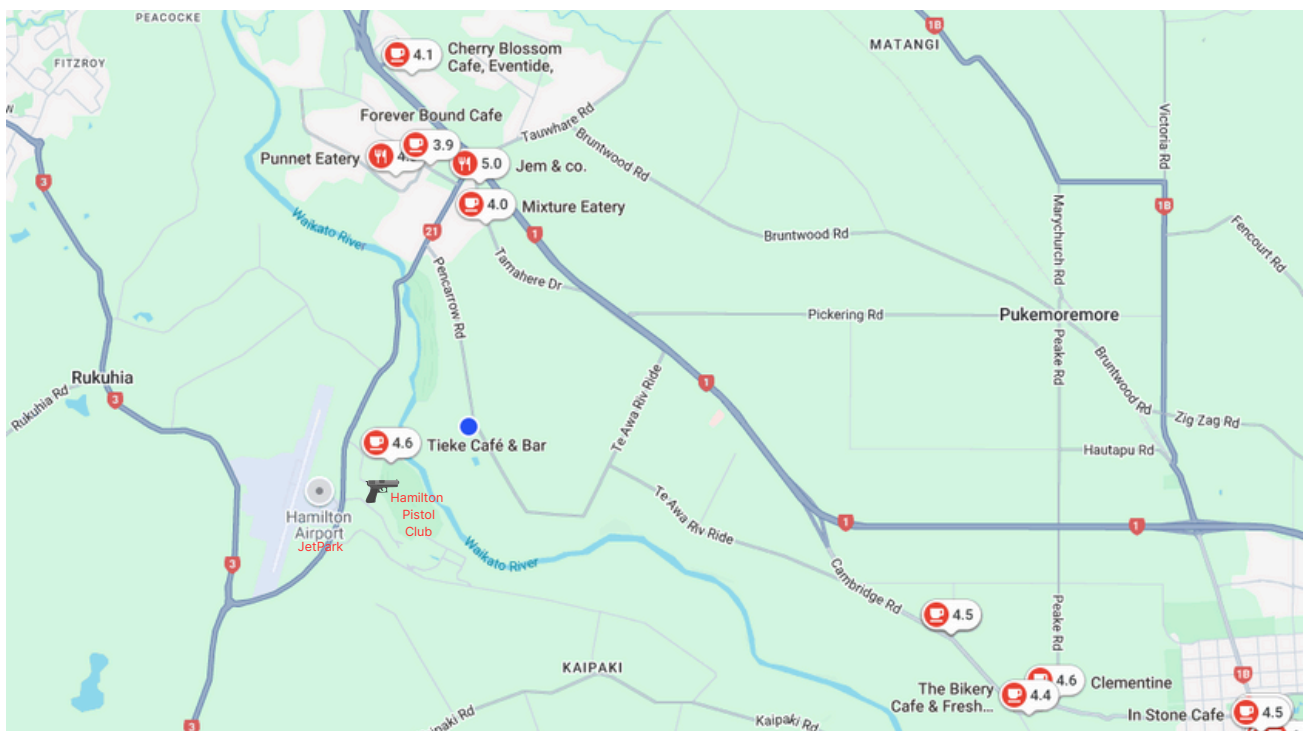 PEACOCKE
1B
MATANGI
FITZROY
4.1
Cherry Blossom
Cafe, Eventide,
Forever Bound Cafe
Tauwhare Rd
Victoria Rd
3.9
Bruntwood Rd
Punnet Eatery
5.0
Jem & co.
3
4.0
Mixture Eatery
Marychurch Rd
1B
Waikato River
21
1
Bruntwood Rd
Fencourt Rd
Pencarrow Rd
Tamahere Dr
Pickering Rd
Pukemoremore
Peake Rd
Bruntwood Rd
Rukuhia
Rukuhia Rd
3
1
Te Awa Riv Ride
Zig Zag Rd
4.6
Tieke Café & Bar
Hautapu Rd
Hamilton
Airport
JetPark
Hamilton
Pistol
Club
Te Awa Riv Ride
1
1
Waikato River
3
Cambridge Rd
4.5
Peake Rd
KAIPAKI
4.6
Clementine
1B
The Bikery
Cafe & Fresh...
4.4
In Stone Cafe
4.5
3
Kaipaki Rd